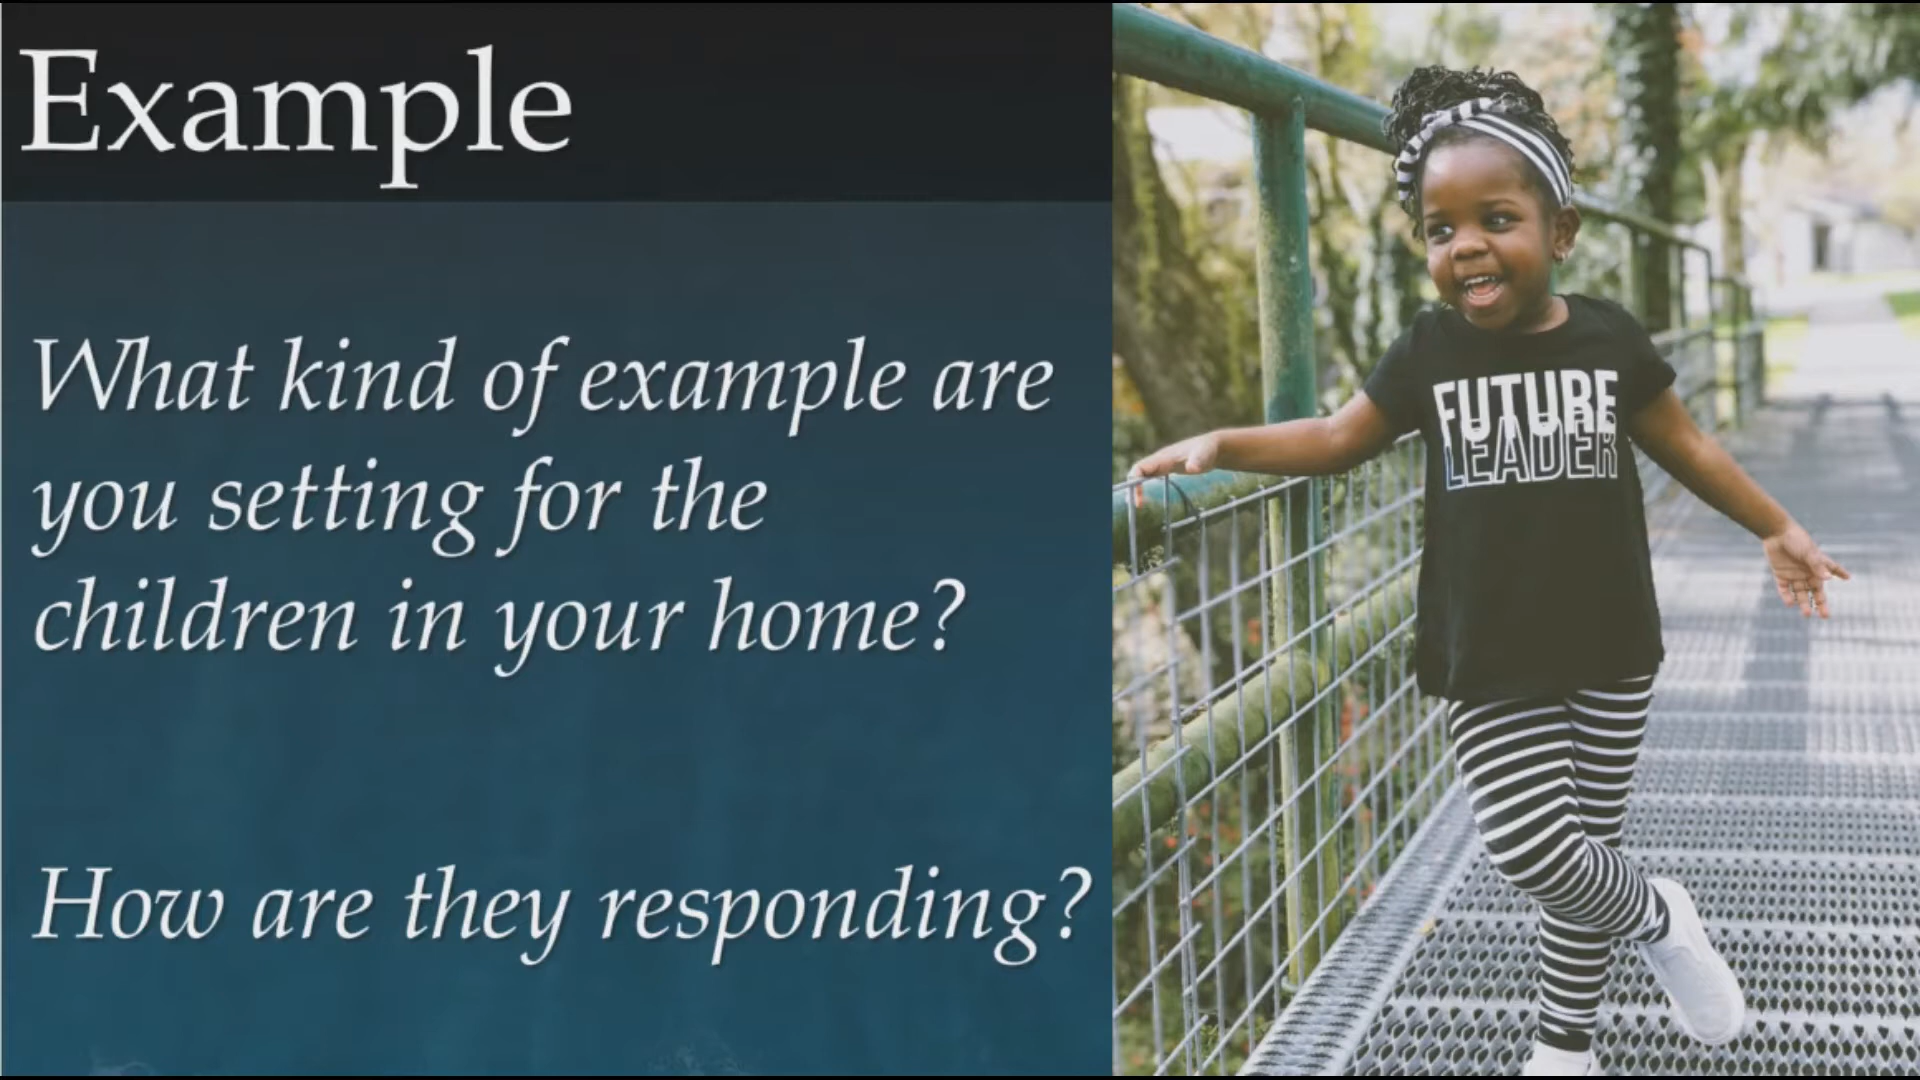 Example
What kind of example are
you setting for the
children in your home?
How are they responding?
FUTURE
LEADER